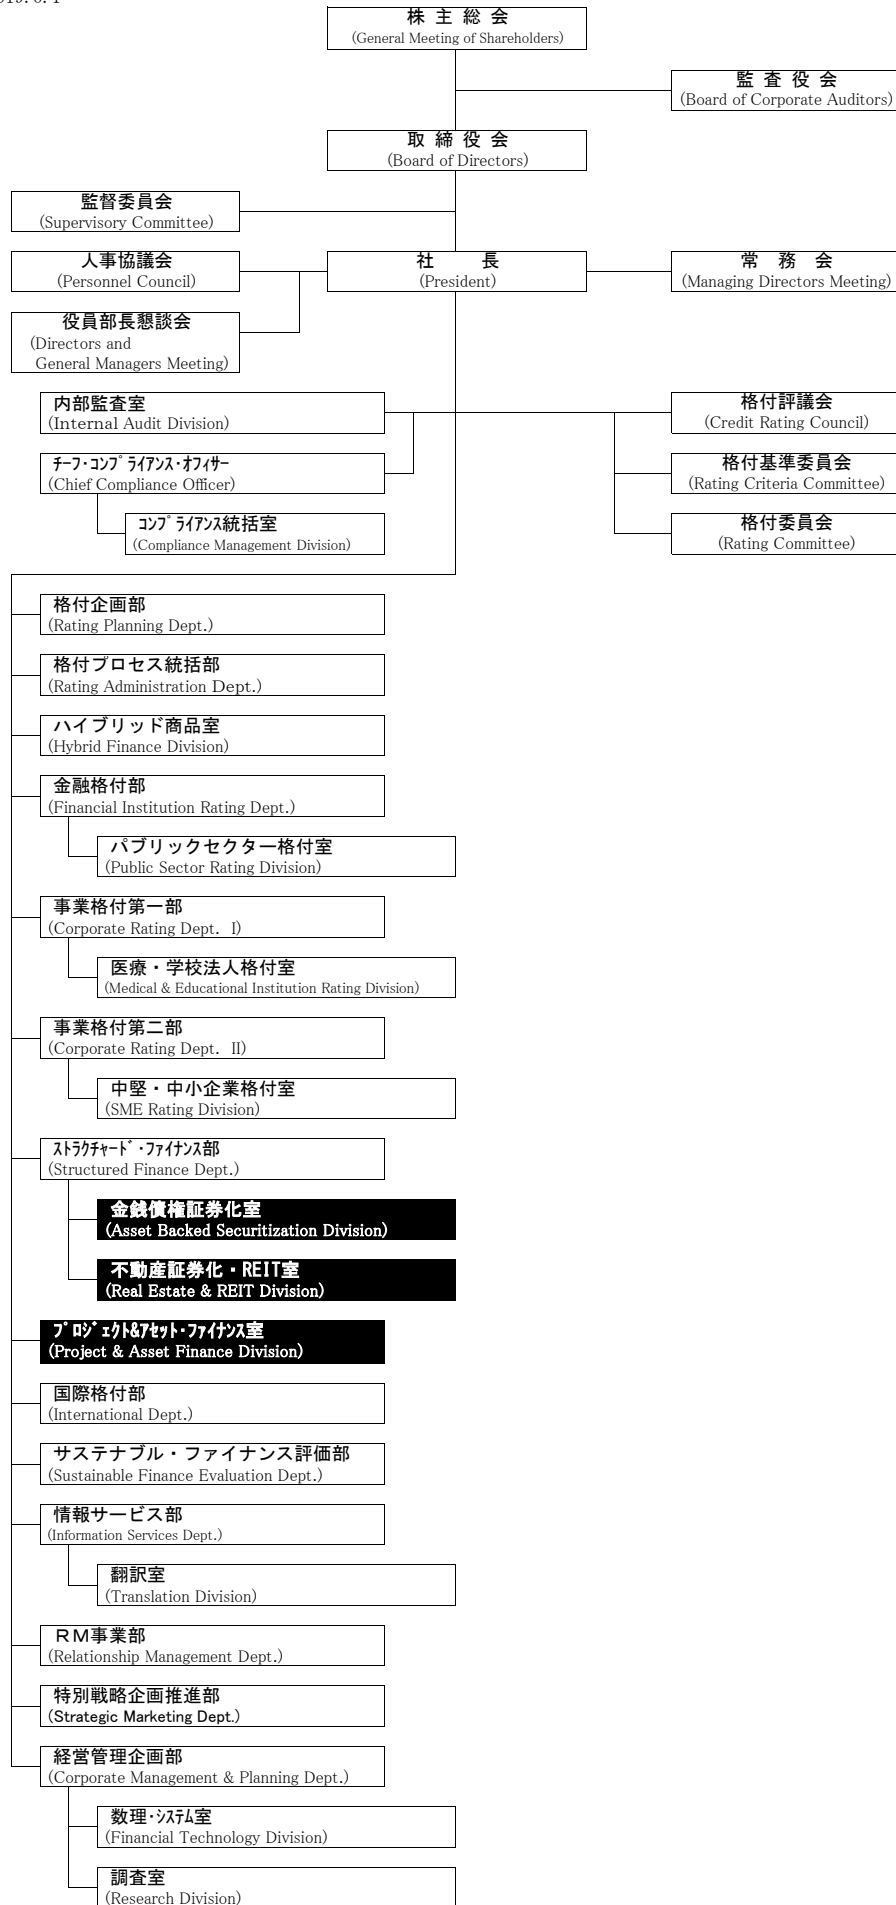 株 主 総 会
(General Meeting of Shareholders)
監 査 役 会
(Board of Corporate Auditors)
取 締 役 会
(Board of Directors)
監督委員会
(Supervisory Committee)
人事協議会
(Personnel Council)
社 長
(President)
常 務 会
(Managing Directors Meeting)
役員部長懇談会
(Directors and
General Managers Meeting)
内部監査室
(Internal Audit Division)
格付評議会
(Credit Rating Council)
ﾁｰﾌ･ｺﾝﾌﾟﾗｲｱﾝｽ･ｵﾌｨｻｰ
(Chief Compliance Officer)
格付基準委員会
(Rating Criteria Committee)
ｺﾝﾌﾟﾗｲｱﾝｽ統括室
(Compliance Management Division)
格付委員会
(Rating Committee)
格付企画部
(Rating Planning Dept.)
格付プロセス統括部
(Rating Administration Dept.)
ハイブリッド商品室
(Hybrid Finance Division)
金融格付部
(Financial Institution Rating Dept.)
パブリックセクター格付室
(Public Sector Rating Division)
事業格付第一部
(Corporate Rating Dept. Ⅰ)
医療・学校法人格付室
(Medical & Educational Institution Rating Division)
事業格付第二部
(Corporate Rating Dept. Ⅱ)
中堅・中小企業格付室
(SME Rating Division)
ｽﾄﾗｸﾁｬｰﾄﾞ･ﾌｧｲﾅﾝｽ部
(Structured Finance Dept.)
金銭債権証券化室
(Asset Backed Securitization Division)
不動産証券化・REIT室
(Real Estate & REIT Division)
ﾌﾟﾛｼﾞｪｸﾄ&ｱｾｯﾄ･ﾌｧｲﾅﾝｽ室
(Project & Asset Finance Division)
国際格付部
(International Dept.)
サステナブル・ファイナンス評価部
(Sustainable Finance Evaluation Dept.)
情報サービス部
(Information Services Dept.)
翻訳室
(Translation Division)
ＲＭ事業部
(Relationship Management Dept.)
特別戦略企画推進部
(Strategic Marketing Dept.)
経営管理企画部
(Corporate Management & Planning Dept.)
数理･ｼｽﾃﾑ室
(Financial Technology Division)
調査室
(Research Division)